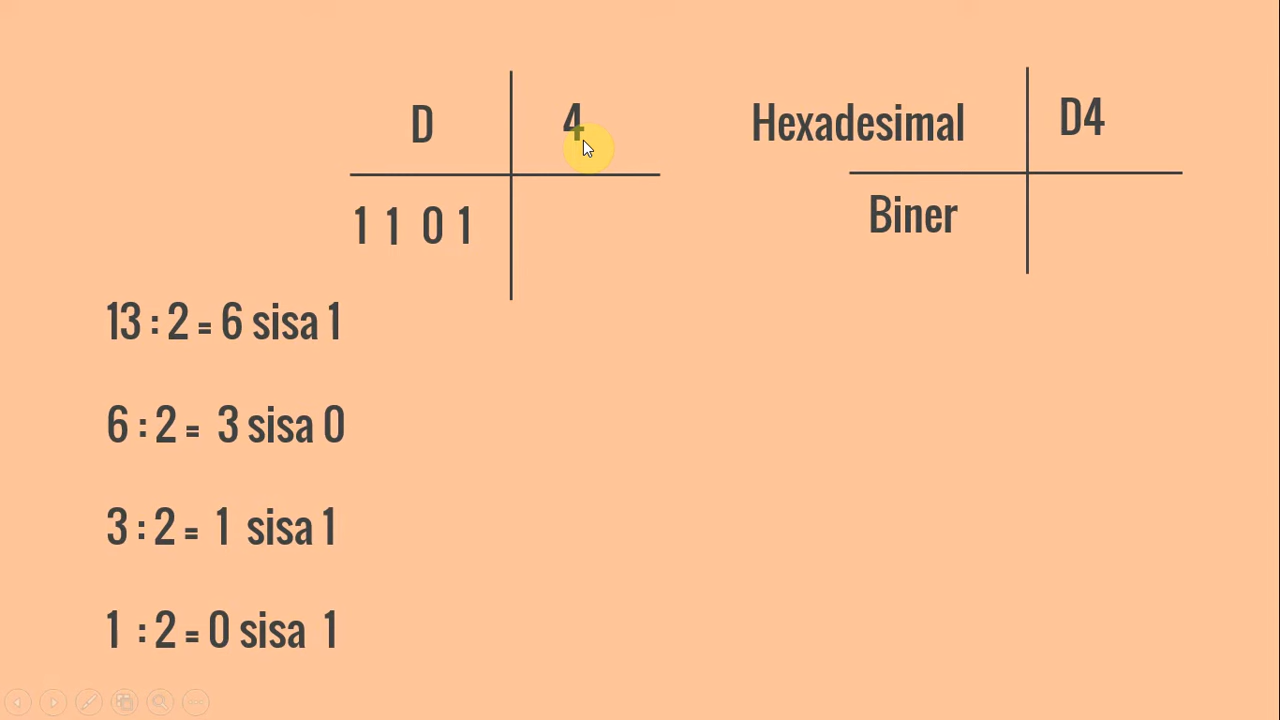 D 4
1 1 0 1
Hexadesimal D4
Biner
13 : 2 = 6 sisa 1
6 : 2 = 3 sisa 0
3 : 2 = 1 sisa 1
1 : 2 = 0 sisa 1